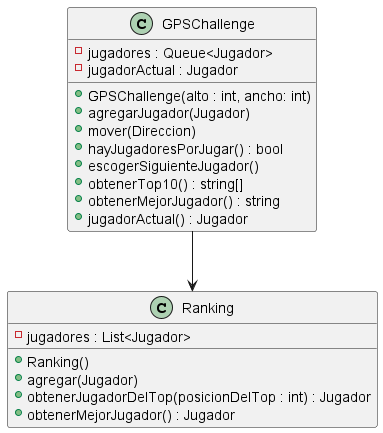 C GPSChallenge
jugadores : Queue<Jugador>
jugadorActual : Jugador
GPSChallenge(alto : int, ancho: int)
agregarJugador(Jugador)
mover(Direccion)
hayJugadoresPorJugar() : bool
escogerSiguienteJugador()
obtenerTop10() : string[]
obtenerMejorJugador() : string
jugadorActual() : Jugador
C Ranking
jugadores : List<Jugador>
Ranking()
agregar(Jugador)
obtenerJugadorDelTop(posicionDelTop : int) : Jugador
obtenerMejorJugador() : Jugador